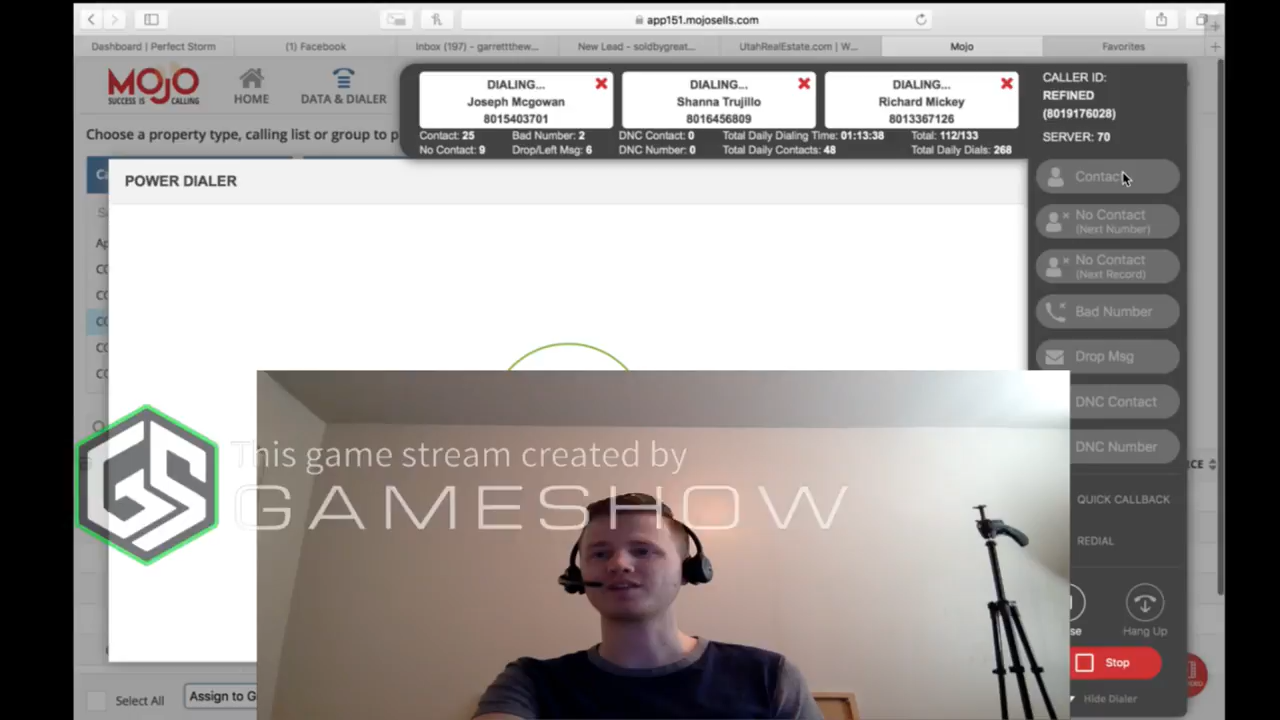 app151.mojosells.com
Dashboard | Perfect Storm
(1) Facebook
Inbox (197) - garrettthew...
New Lead - soldbygreat...
UtahRealEstate.com | W...
Mojo
Favorites
MOJO
SUCCESS IS CALLING
HOME
DATA & DIALER
DIALING...
Joseph Mcgowan
8015403701
DIALING...
Shanna Trujillo
8016456809
DIALING...
Richard Mickey
8013367126
Contact: 25
Bad Number: 2
DNC Contact: 0
Total Daily Dialing Time: 01:13:38
Total: 112/133
No Contact: 9
Drop/Left Msg: 6
DNC Number: 0
Total Daily Contacts: 48
Total Daily Dials: 268
CALLER ID:
REFINED
(8019176028)
SERVER: 70
Choose a property type, calling list or group to p
POWER DIALER
Contact
No Contact
(Next Number)
No Contact
(Next Record)
Bad Number
Drop Msg
DNC Contact
DNC Number
QUICK CALLBACK
REDIAL
se
Hang Up
Stop
Hide Dialer
This game stream created by
GAMESHOW
GS
Select All
Assign to G